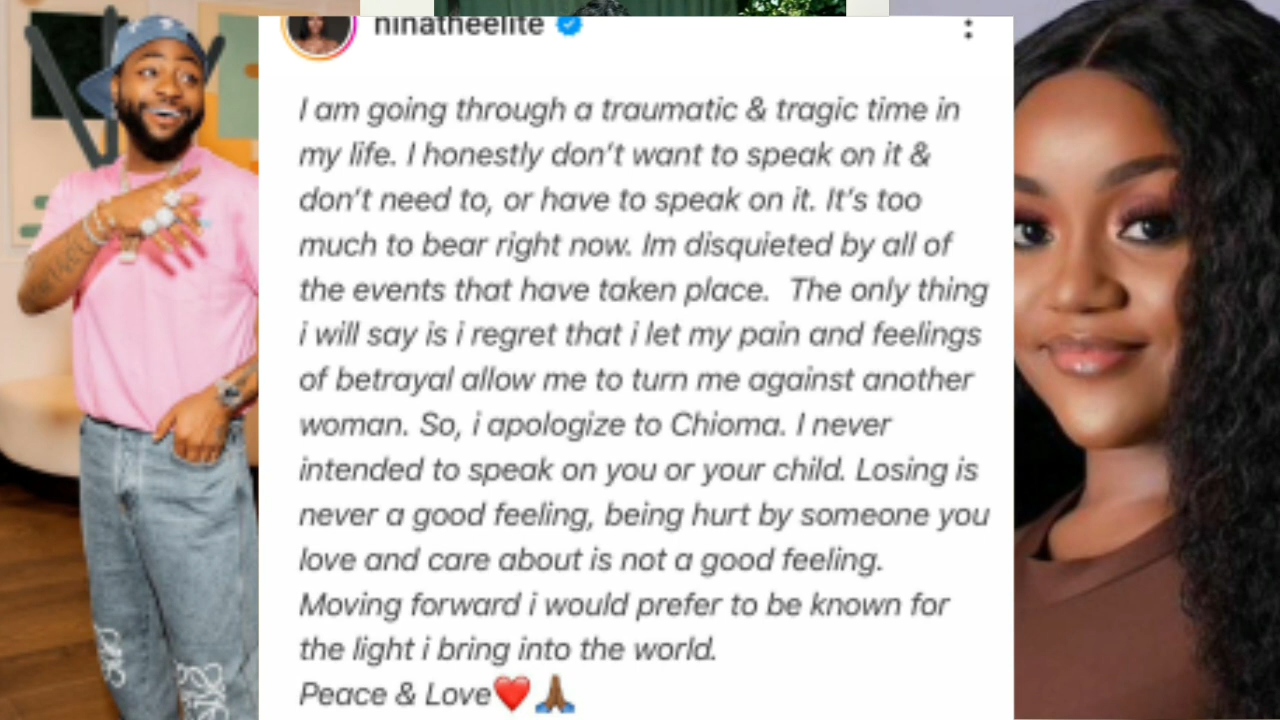 ninatheelite
I am going through a traumatic & tragic time in
my life. I honestly don't want to speak on it &
don't need to, or have to speak on it. It's too
much to bear right now. Im disquieted by all of
the events that have taken place. The only thing
i will say is i regret that i let my pain and feelings
of betrayal allow me to turn me against another
woman. So, i apologize to Chioma. I never
intended to speak on you or your child. Losing is
never a good feeling, being hurt by someone you
love and care about is not a good feeling.
Moving forward i would prefer to be known for
the light i bring into the world.
Peace & Love❤️🙏🏾